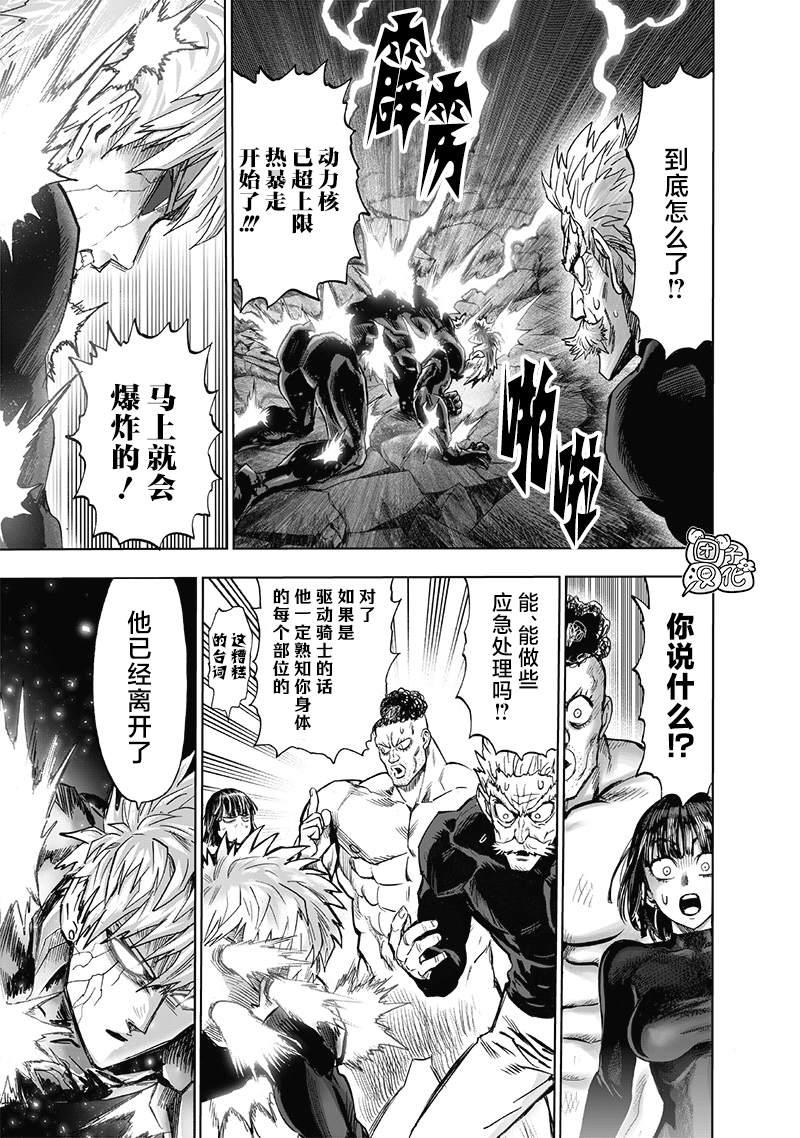 到底怎么了!?
霹雳
动力核
已超上限
热暴走
开始了!!!
啪啦
马上就会
爆炸的!
团子
汉化
你说什么!?
能、能做些
应急处理吗!?
对了
如果是
驱动骑士的话
他一定熟知你身体
的每个部位的
这糟糕
的台词
他已经离开了